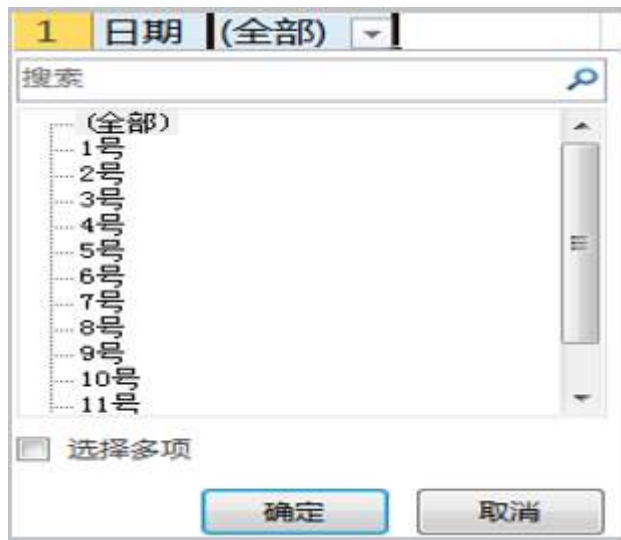 1 日期 (全部)
搜索
(全部)
1号
2号
3号
4号
5号
6号
7号
8号
9号
10号
11号
选择多项
确定 取消